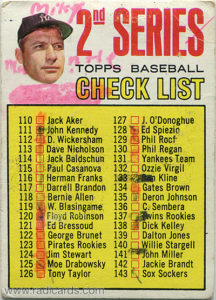 2nd SERIES
TOPPS BASEBALL
CHECK LIST
110 Jack Aker
111 John Kennedy
112 D. Wickersham
113 Dave Nicholson
114 Jack Baldschun
115 Paul Casanova
116 Herman Franks
117 Darrell Brandon
118 Bernie Allen
119 W. Blasingame
120 Floyd Robinson
121 Ed Bressoud
122 George Brunet
123 Pirates Rookies
124 Jim Stewart
125 Moe Drabowsky
126 Tony Taylor
127 J. O'Donoghue
128 Ed Spiezio
129 Phil Roof
130 Phil Regan
131 Yankees Team
132 Ozzie Virgil
133 Ron Kline
134 Gates Brown
135 Deron Johnson
136 C. Sembera
137 Twins Rookies
138 Dick Kelley
139 Dalton Jones
140 Willie Stargell
141 John Miller
142 Jackie Brandt
143 Sox Sockers
www.radicards.com